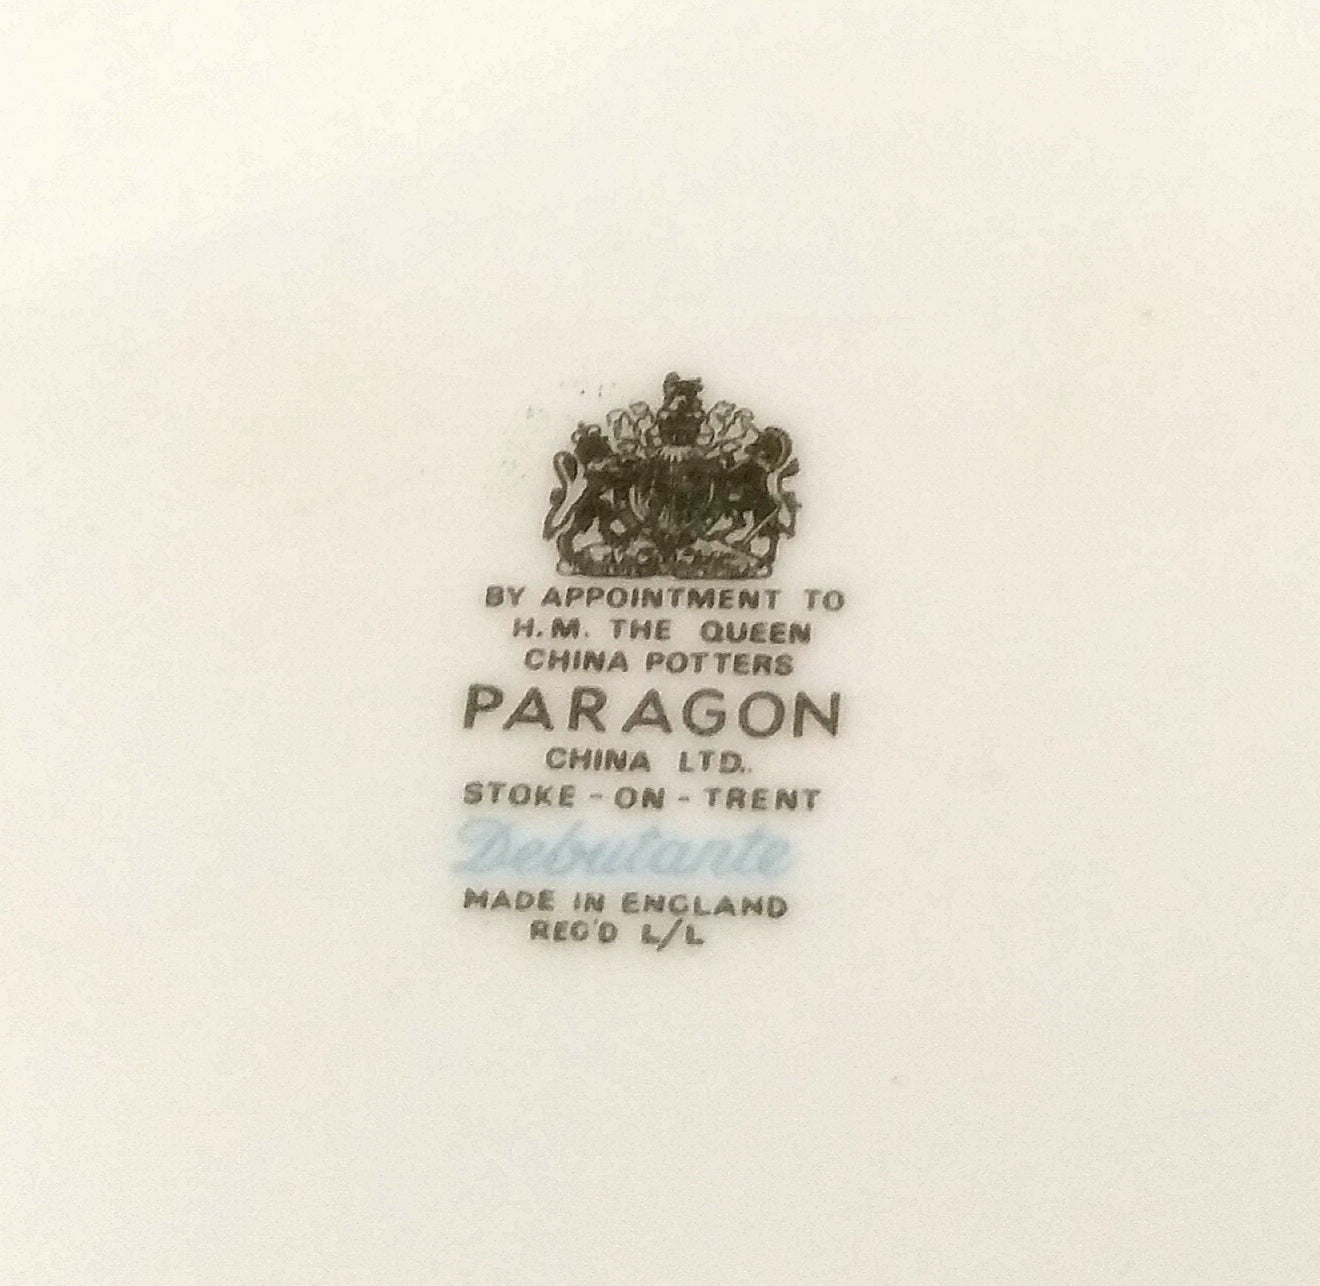 BY APPOINTMENT TO
H.M. THE QUEEN
CHINA POTTERS
PARAGON
CHINA LTD.
STOKE-ON-TRENT
Debutante
MADE IN ENGLAND
REG'D L/L